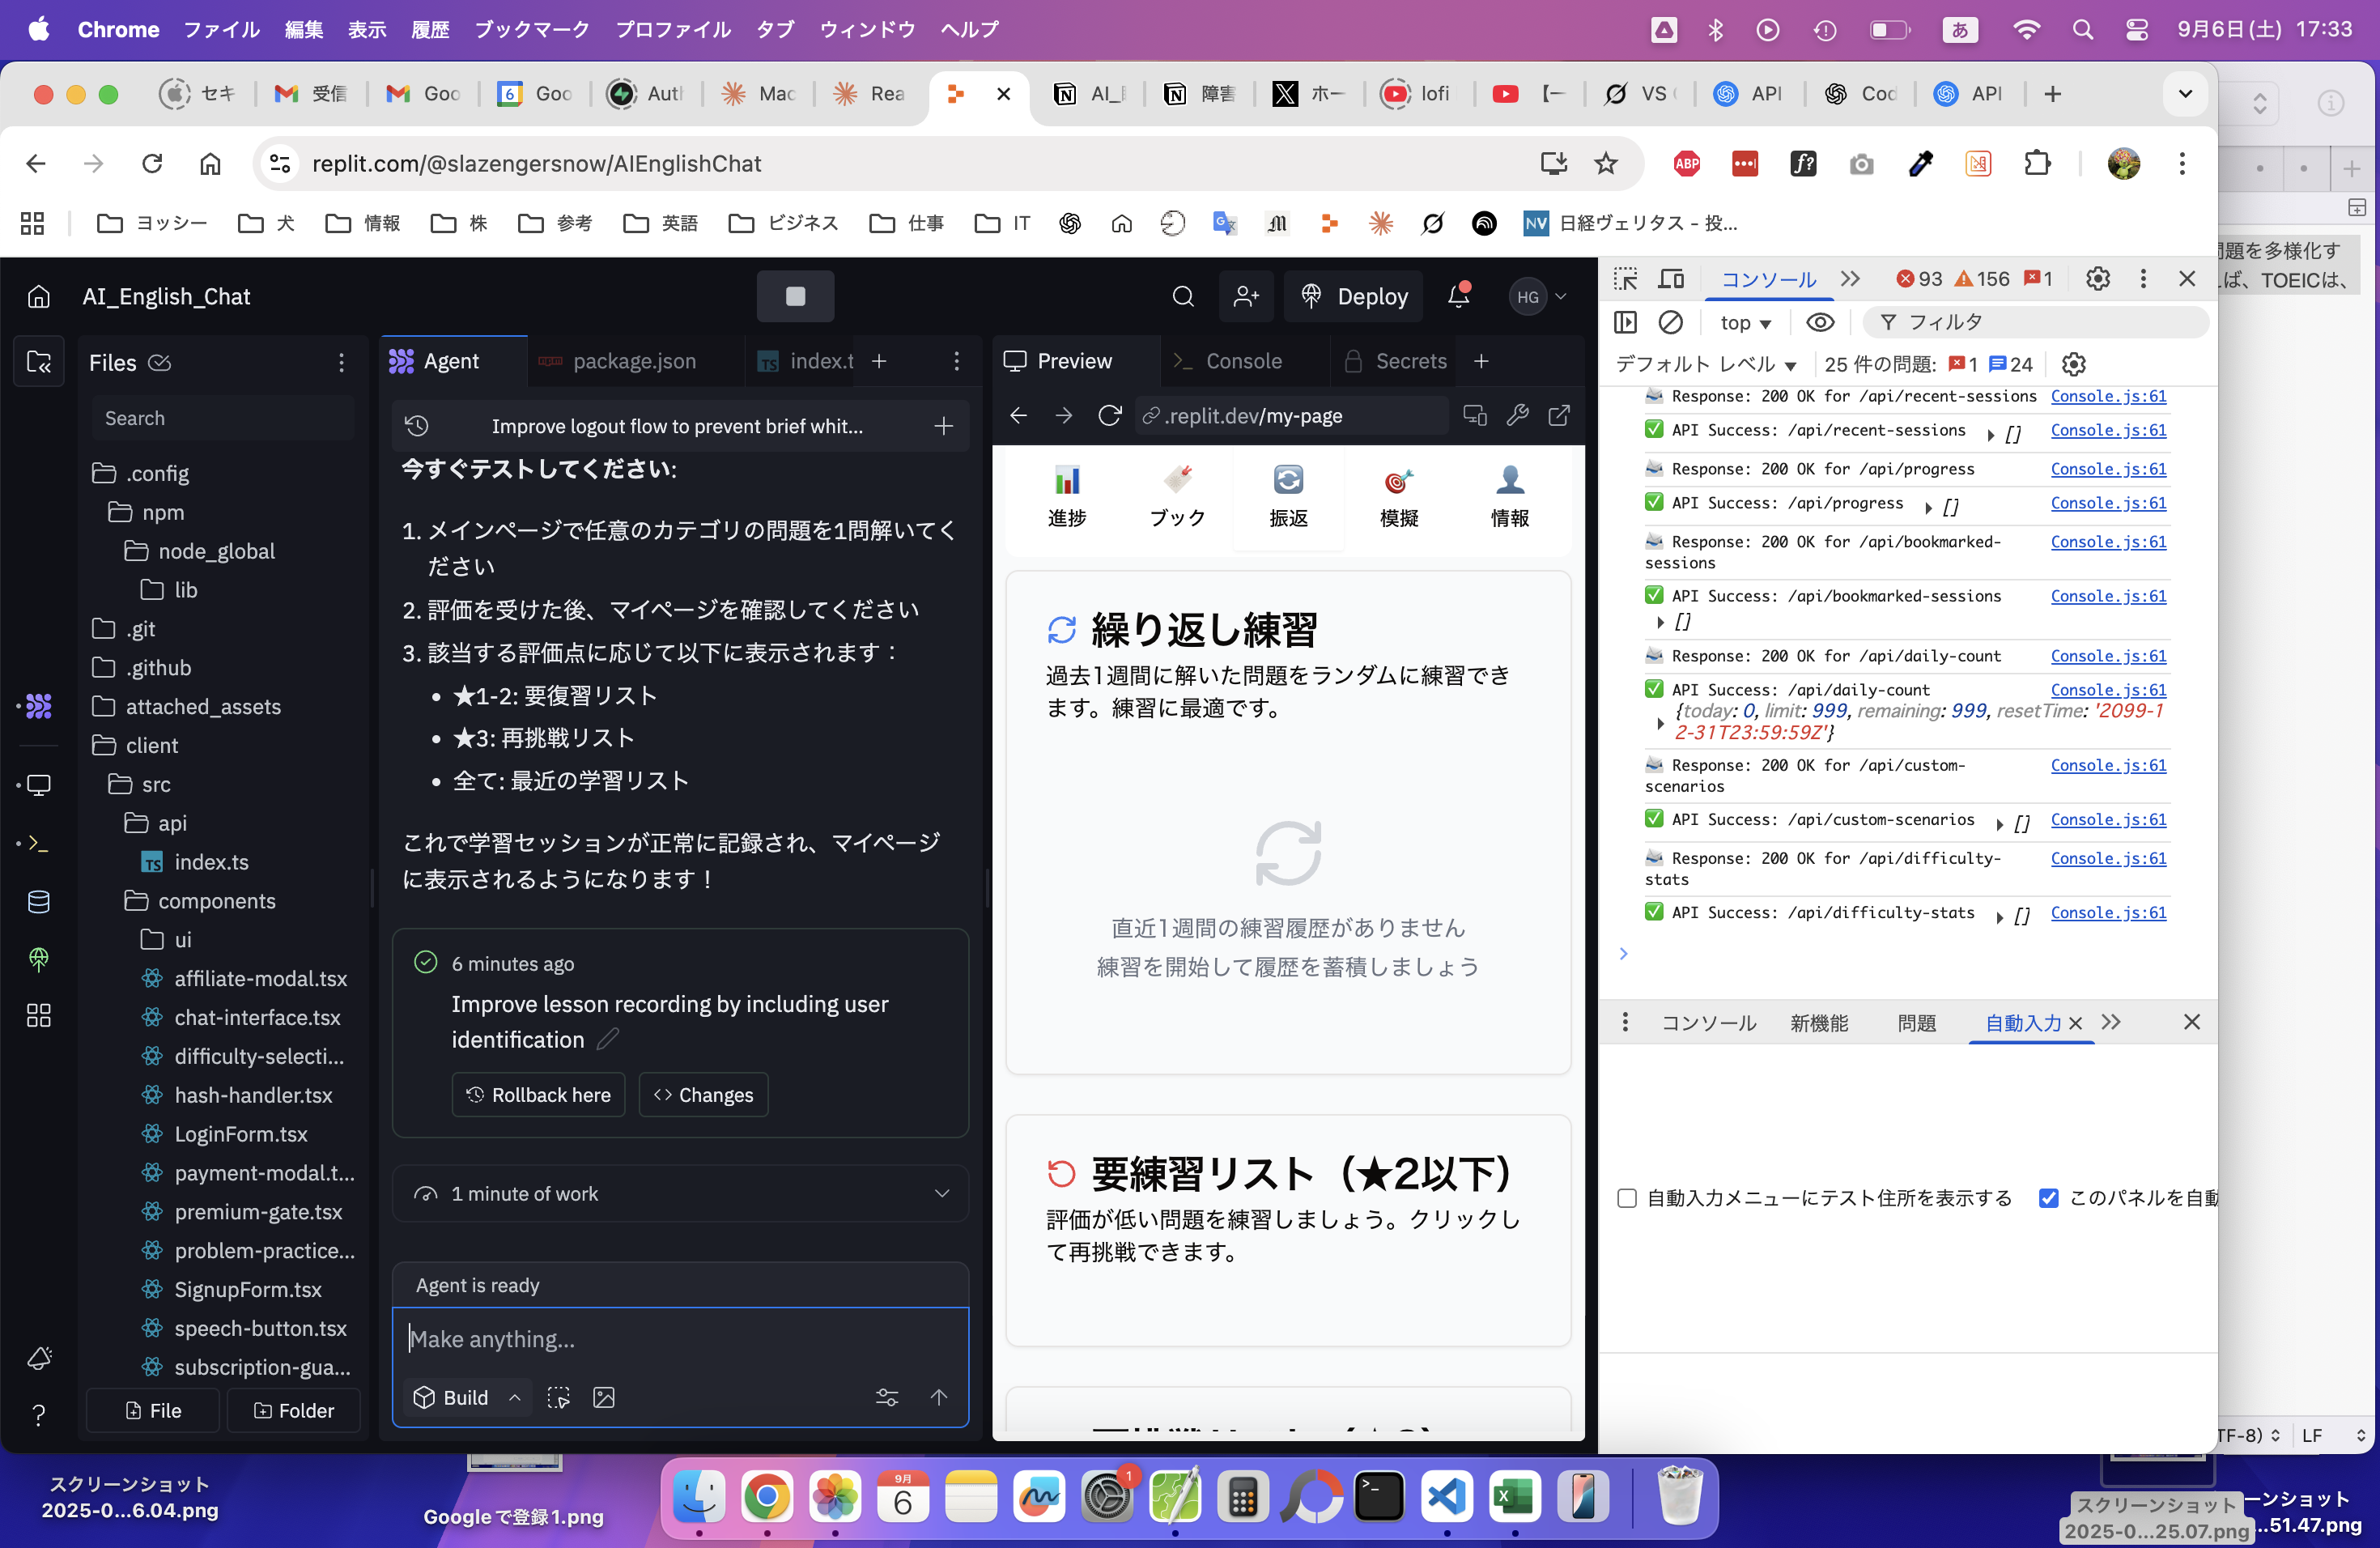 Chrome ファイル 編集 表示 履歴 ブックマーク プロファイル タブ ウィンドウ ヘルプ
あ 9月6日(土) 17:33
セキ 受信 Goo 6 Goo Auth Mac Rea AI_ 障害 ホー lofi VS API Cod API
replit.com/@slazengersnow/AIEnglishChat
ABP f?
ヨッシー 犬 情報 株 参考 英語 ビジネス 仕事 IT NV 日経ヴェリタス - 投...
AI_English_Chat
Deploy HG
Files
Search
.config
npm
node_global
lib
.git
.github
attached_assets
client
src
api
TS index.ts
components
ui
affiliate-modal.tsx
chat-interface.tsx
difficulty-selecti...
hash-handler.tsx
LoginForm.tsx
payment-modal.t...
premium-gate.tsx
problem-practice...
SignupForm.tsx
speech-button.tsx
subscription-gua...
File Folder
Agent package.json TS index.t
Improve logout flow to prevent brief whit...
今すぐテストしてください:
1. メインページで任意のカテゴリの問題を1問解いてく
ださい
2. 評価を受けた後、マイページを確認してください
3. 該当する評価点に応じて以下に表示されます：
• ★1-2: 要復習リスト
• ★3: 再挑戦リスト
• 全て: 最近の学習リスト
これで学習セッションが正常に記録され、マイページ
に表示されるようになります！
6 minutes ago
Improve lesson recording by including user
identification
Rollback here <> Changes
1 minute of work
Agent is ready
Make anything...
Build
Preview Console Secrets
.replit.dev/my-page
進捗 ブック 振返 模擬 情報
繰り返し練習
過去1週間に解いた問題をランダムに練習でき
ます。練習に最適です。
直近1週間の練習履歴がありません
練習を開始して履歴を蓄積しましょう
要練習リスト（★2以下）
評価が低い問題を練習しましょう。クリックし
て再挑戦できます。
コンソール 93 156 1
top フィルタ
デフォルト レベル 25 件の問題: 1 24
Response: 200 OK for /api/recent-sessions Console.js:61
API Success: /api/recent-sessions [] Console.js:61
Response: 200 OK for /api/progress Console.js:61
API Success: /api/progress [] Console.js:61
Response: 200 OK for /api/bookmarked- Console.js:61
sessions
API Success: /api/bookmarked-sessions Console.js:61
[]
Response: 200 OK for /api/daily-count Console.js:61
API Success: /api/daily-count Console.js:61
{today: 0, limit: 999, remaining: 999, resetTime: '2099-1
2-31T23:59:59Z'}
Response: 200 OK for /api/custom- Console.js:61
scenarios
API Success: /api/custom-scenarios [] Console.js:61
Response: 200 OK for /api/difficulty- Console.js:61
stats
API Success: /api/difficulty-stats [] Console.js:61
コンソール 新機能 問題 自動入力
自動入力メニューにテスト住所を表示する このパネルを自動
問題を多様化す
ば、TOEICは、
TF-8) LF
スクリーンショット
2025-0...6.04.png
Googleで登録1.png
9月
6
1
スクリーンショット
2025-0...25.07.png
ーンショット
...51.47.png